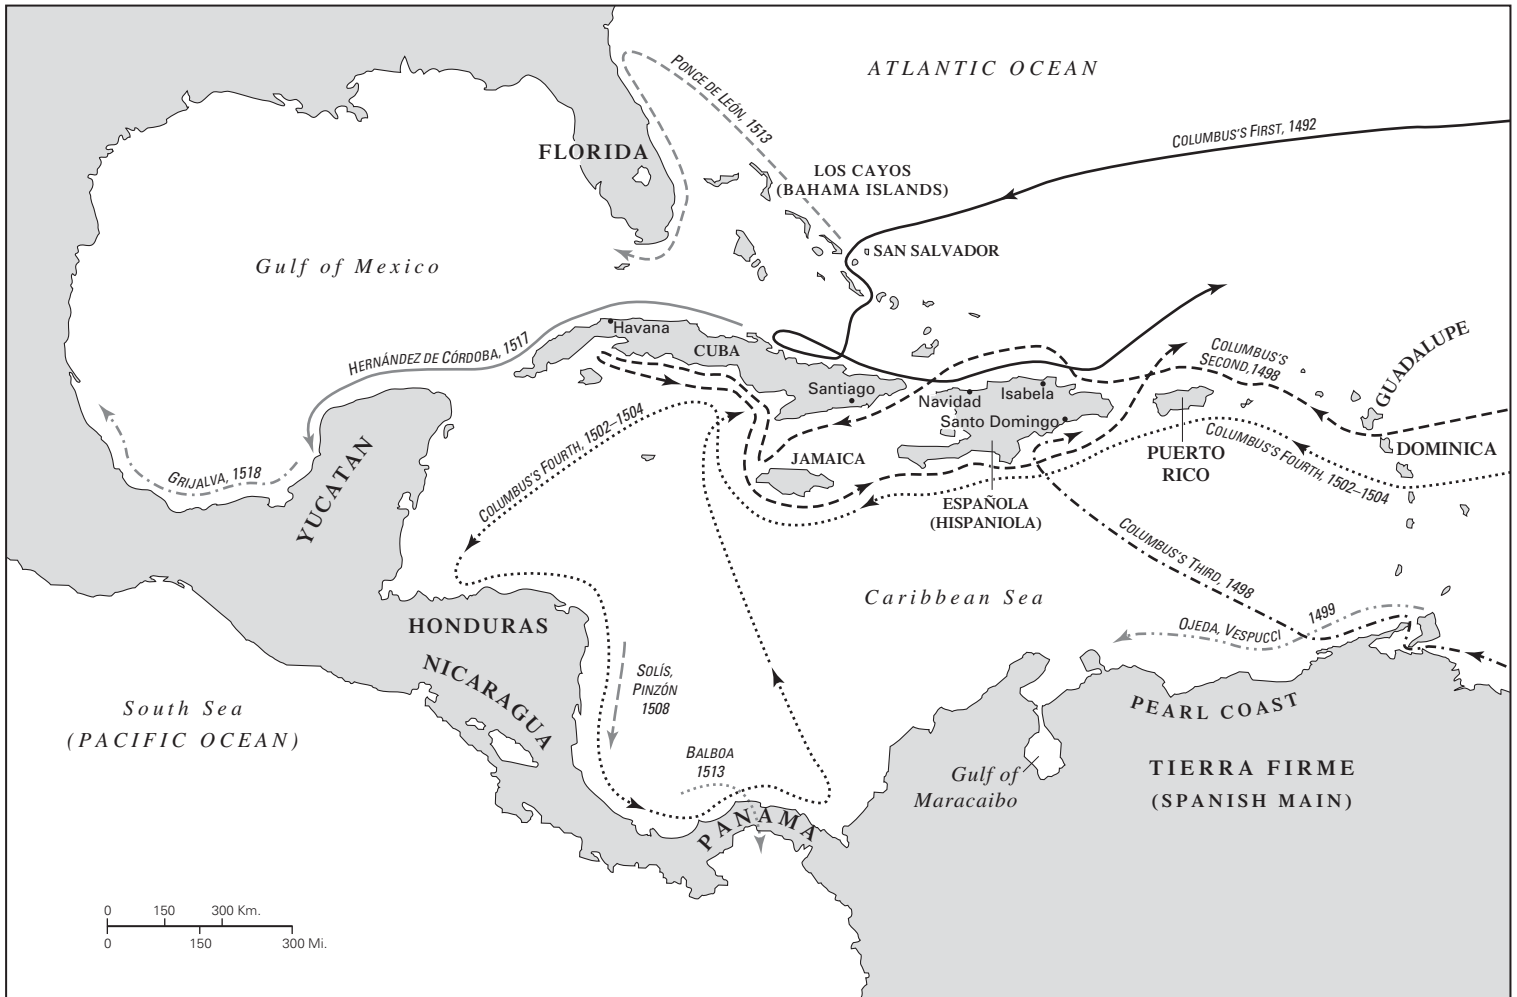 PONCE DE LEÓN, 1513
ATLANTIC OCEAN
COLUMBUS'S FIRST, 1492
FLORIDA
LOS CAYOS
(BAHAMA ISLANDS)
SAN SALVADOR
Gulf of Mexico
Havana
HERNÁNDEZ DE CÓRDOBA, 1517
CUBA
COLUMBUS'S
SECOND, 1498
GUADALUPE
Santiago
Navidad
Isabela
Santo Domingo
COLUMBUS'S FOURTH, 1502–1504
PUERTO
RICO
COLUMBUS'S FOURTH, 1502–1504
DOMINICA
JAMAICA
GRIJALVA, 1518
YUCATAN
ESPAÑOLA
(HISPANIOLA)
COLUMBUS'S THIRD, 1498
Caribbean Sea
1499
OJEDA, VESPUCCI
HONDURAS
NICARAGUA
SOLÍS,
PINZÓN
1508
South Sea
(PACIFIC OCEAN)
PEARL COAST
BALBOA
1513
Gulf of
Maracaibo
TIERRA FIRME
(SPANISH MAIN)
PANAMA
0 150 300 Km.
0 150 300 Mi.